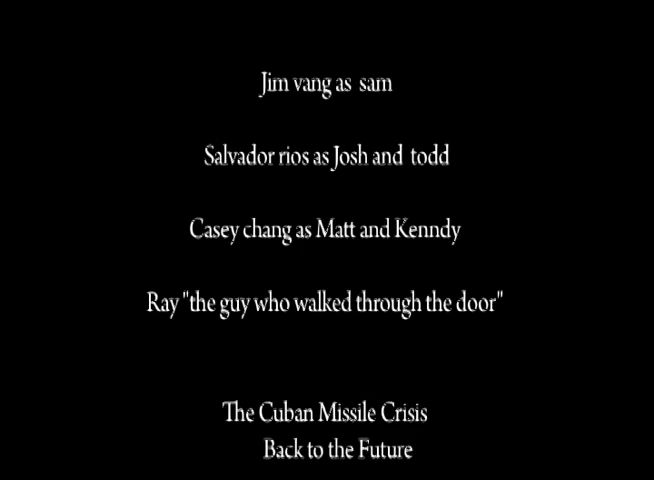 Jim vang as sam
Salvador rios as Josh and todd
Casey chang as Matt and Kenndy
Ray "the guy who walked through the door"
The Cuban Missile Crisis
Back to the Future